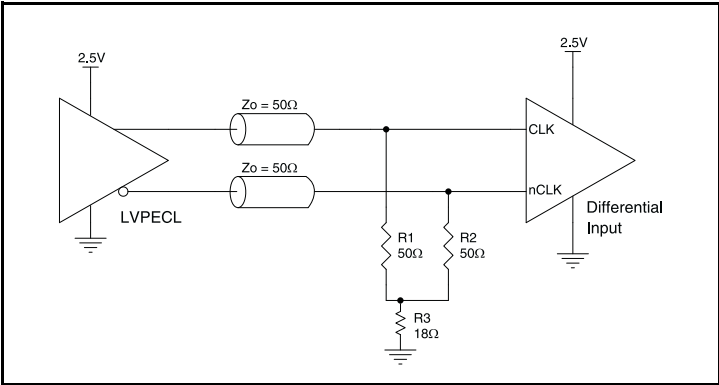 2.5V
2.5V
Zo = 50Ω
CLK
Zo = 50Ω
nCLK
LVPECL
Differential
Input
R1
50Ω
R2
50Ω
R3
18Ω